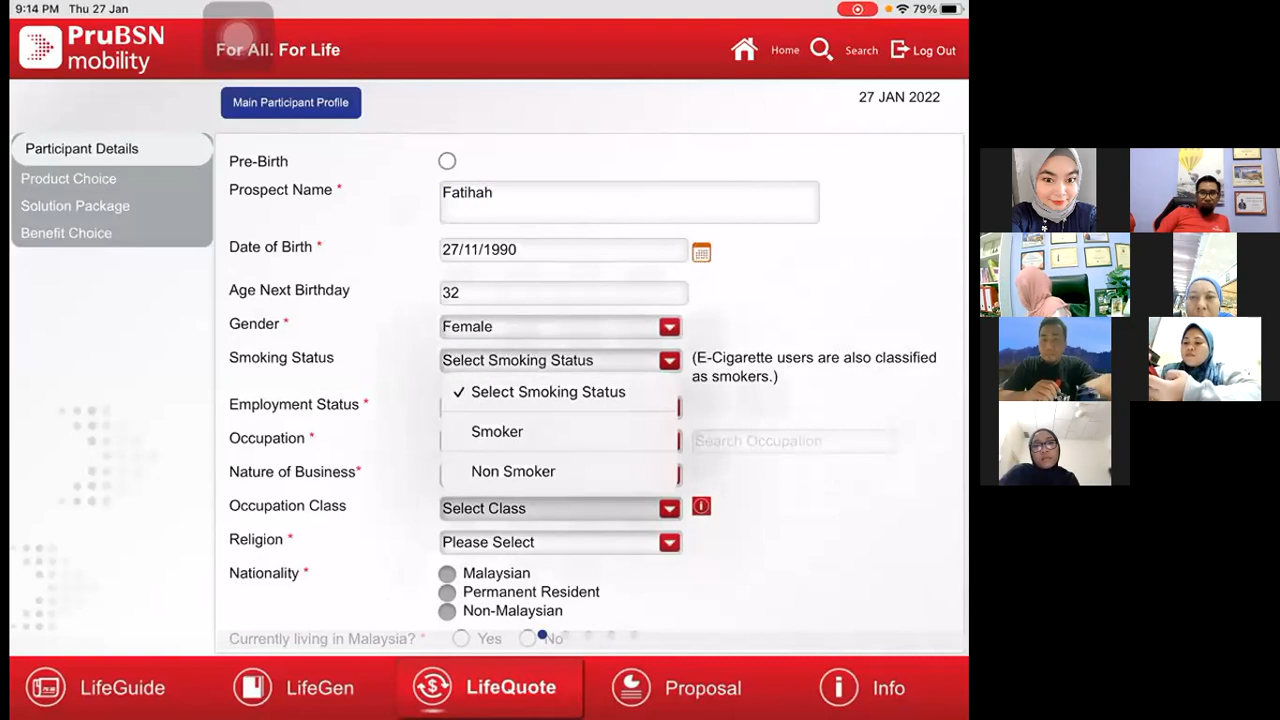 9:14 PM Thu 27 Jan
79%
PruBSN
mobility
For All. For Life
Home
Search
Log Out
Main Participant Profile
27 JAN 2022
Participant Details
Product Choice
Solution Package
Benefit Choice
Pre-Birth
Prospect Name *
Fatihah
Date of Birth *
27/11/1990
Age Next Birthday
32
Gender *
Female
Smoking Status
Select Smoking Status
(E-Cigarette users are also classified
as smokers.)
✓ Select Smoking Status
Smoker
Non Smoker
Employment Status *
Occupation *
Search Occupation
Nature of Business*
Occupation Class
Select Class
Religion *
Please Select
Nationality *
Malaysian
Permanent Resident
Non-Malaysian
Currently living in Malaysia? *
Yes
No
LifeGuide
LifeGen
LifeQuote
Proposal
Info